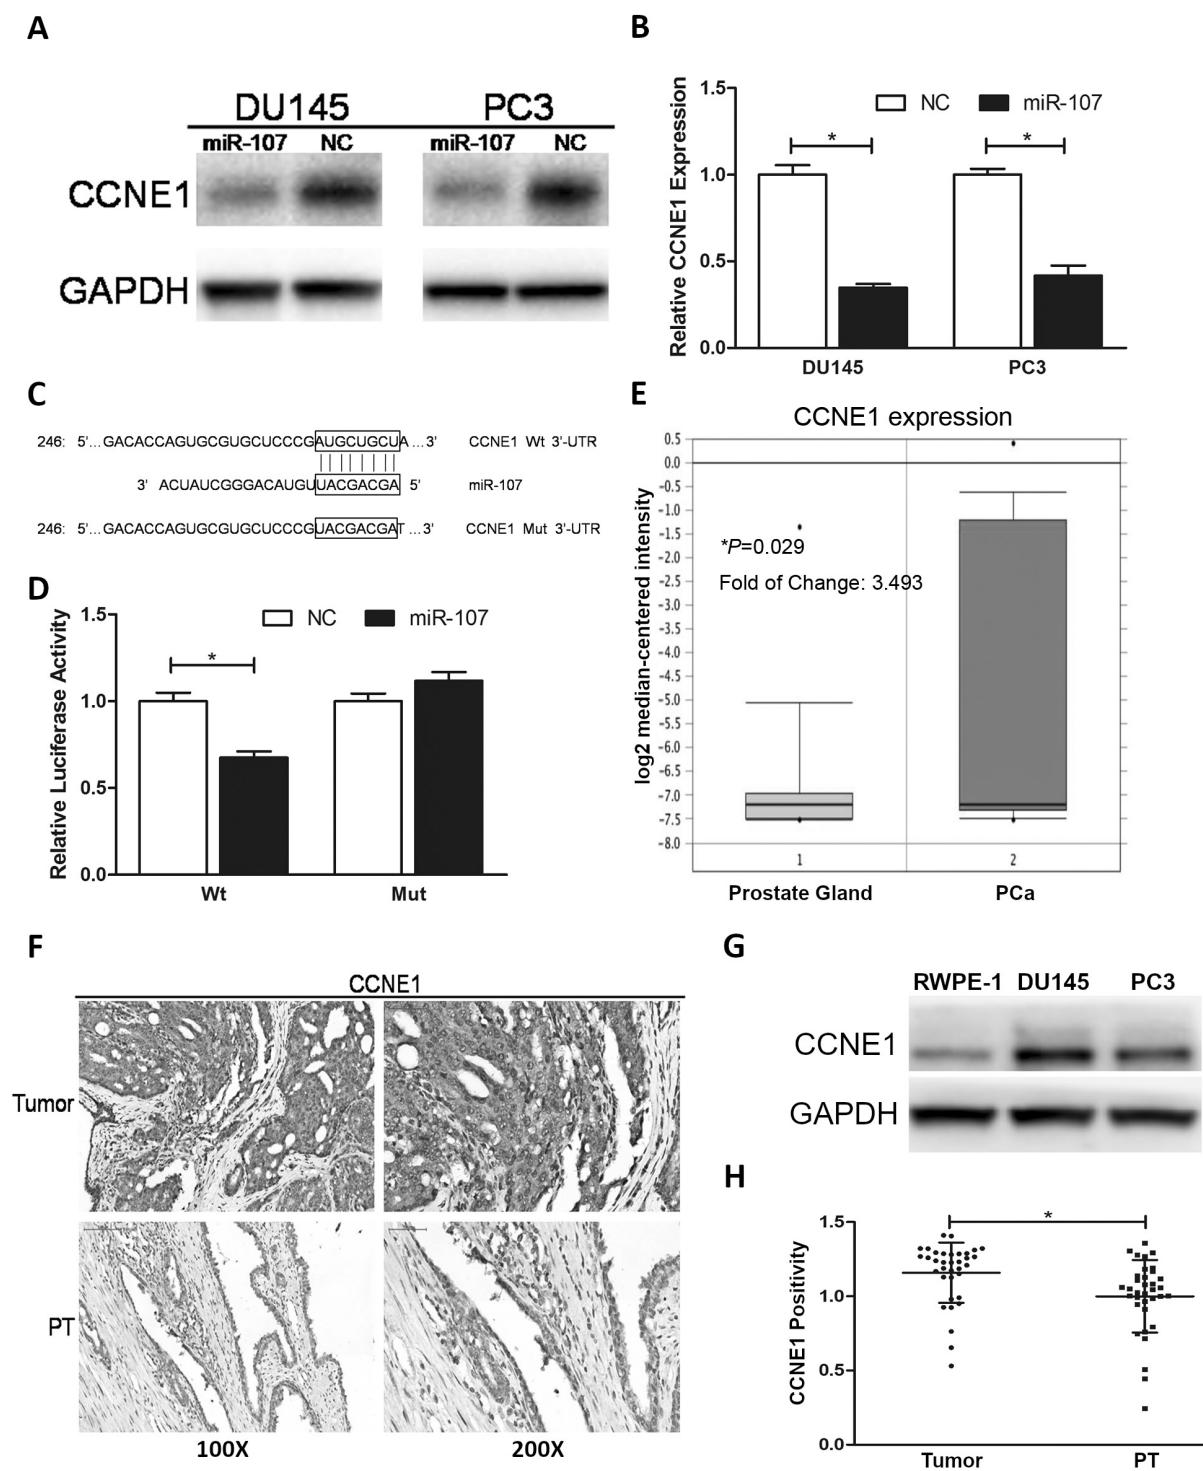 A
DU145 PC3
miR-107 NC miR-107 NC
CCNE1
GAPDH
B
Relative CCNE1 Expression
NC miR-107
1.5
1.0
0.5
0.0
* *
DU145 PC3
C
246: 5'...GACACCAGUGCGUGCUCCCGAUGCUGCUA...3' CCNE1 Wt 3'-UTR
3' ACUAUCGGGACAUGUUACGACGA 5' miR-107
246: 5'...GACACCAGUGCGUGCUCCCGUACGACGAT...3' CCNE1 Mut 3'-UTR
D
Relative Luciferase Activity
NC miR-107
1.5
1.0
0.5
0.0
*
Wt Mut
E
CCNE1 expression
log2 median-centered intensity
0.5
0.0
-0.5
-1.0
-1.5
-2.0
-2.5
-3.0
-3.5
-4.0
-4.5
-5.0
-5.5
-6.0
-6.5
-7.0
-7.5
-8.0
*P=0.029
Fold of Change: 3.493
1 2
Prostate Gland PCa
F
CCNE1
Tumor
PT
100X 200X
G
RWPE-1 DU145 PC3
CCNE1
GAPDH
H
CCNE1 Positivity
1.5
1.0
0.5
0.0
*
Tumor PT